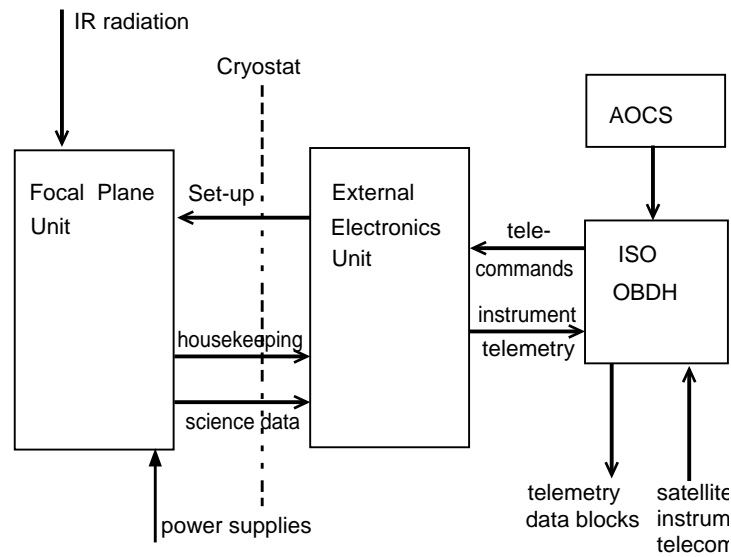 IR radiation
Cryostat
AOCS
Focal Plane
Unit
Set-up
External
Electronics
Unit
tele-
commands
ISO
OBDH
instrument
telemetry
housekeeping
science data
power supplies
telemetry
data blocks
satellite